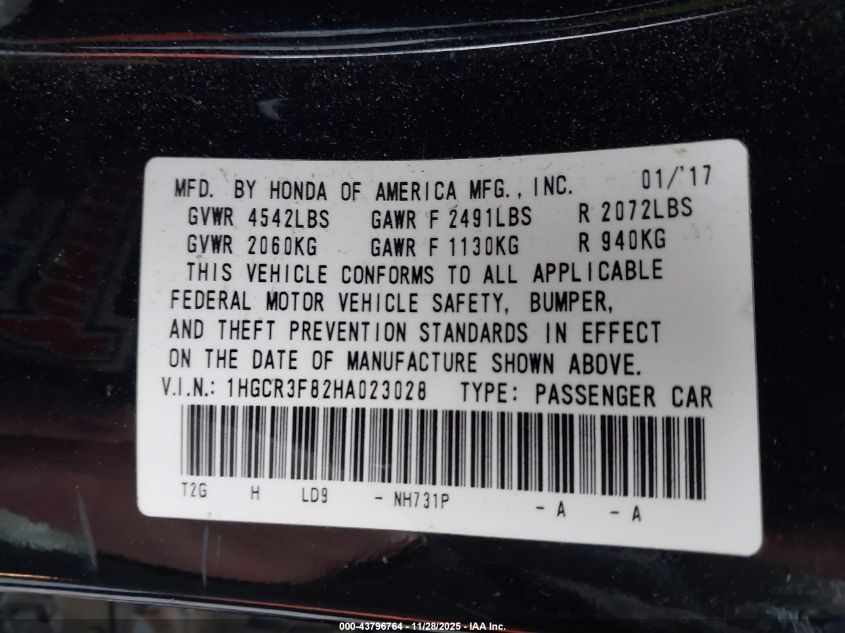 MFD. BY HONDA OF AMERICA MFG., INC. 01/'17
GVWR 4542LBS GAWR F 2491LBS R 2072LBS
GVWR 2060KG GAWR F 1130KG R 940KG
THIS VEHICLE CONFORMS TO ALL APPLICABLE
FEDERAL MOTOR VEHICLE SAFETY, BUMPER,
AND THEFT PREVENTION STANDARDS IN EFFECT
ON THE DATE OF MANUFACTURE SHOWN ABOVE.
V.I.N.: 1HGCR3F82HA023028 TYPE: PASSENGER CAR
T2G H LD9 - NH731P - A - A
000-43796764 - 11/28/2025 - IAA Inc.